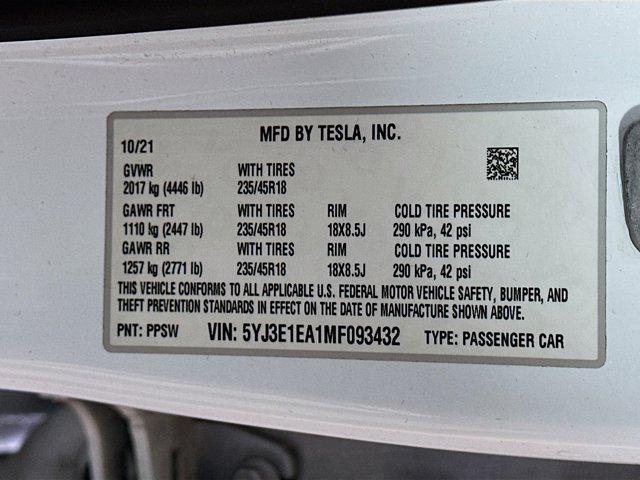 MFD BY TESLA, INC.
10/21
GVWR WITH TIRES
2017 kg (4446 lb) 235/45R18
GAWR FRT WITH TIRES RIM COLD TIRE PRESSURE
1110 kg (2447 lb) 235/45R18 18X8.5J 290 kPa, 42 psi
GAWR RR WITH TIRES RIM COLD TIRE PRESSURE
1257 kg (2771 lb) 235/45R18 18X8.5J 290 kPa, 42 psi
THIS VEHICLE CONFORMS TO ALL APPLICABLE U.S. FEDERAL MOTOR VEHICLE SAFETY, BUMPER, AND
THEFT PREVENTION STANDARDS IN EFFECT ON THE DATE OF MANUFACTURE SHOWN ABOVE.
PNT: PPSW VIN: 5YJ3E1EA1MF093432 TYPE: PASSENGER CAR